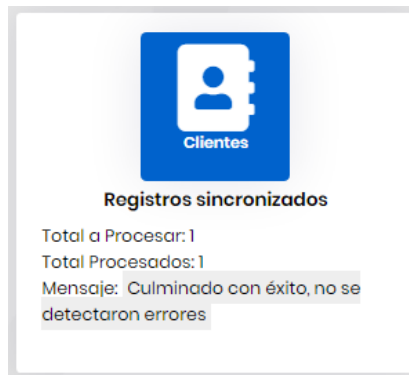 Clientes
Registros sincronizados
Total a Procesar: 1
Total Procesados: 1
Mensaje: Culminado con éxito, no se
detectaron errores